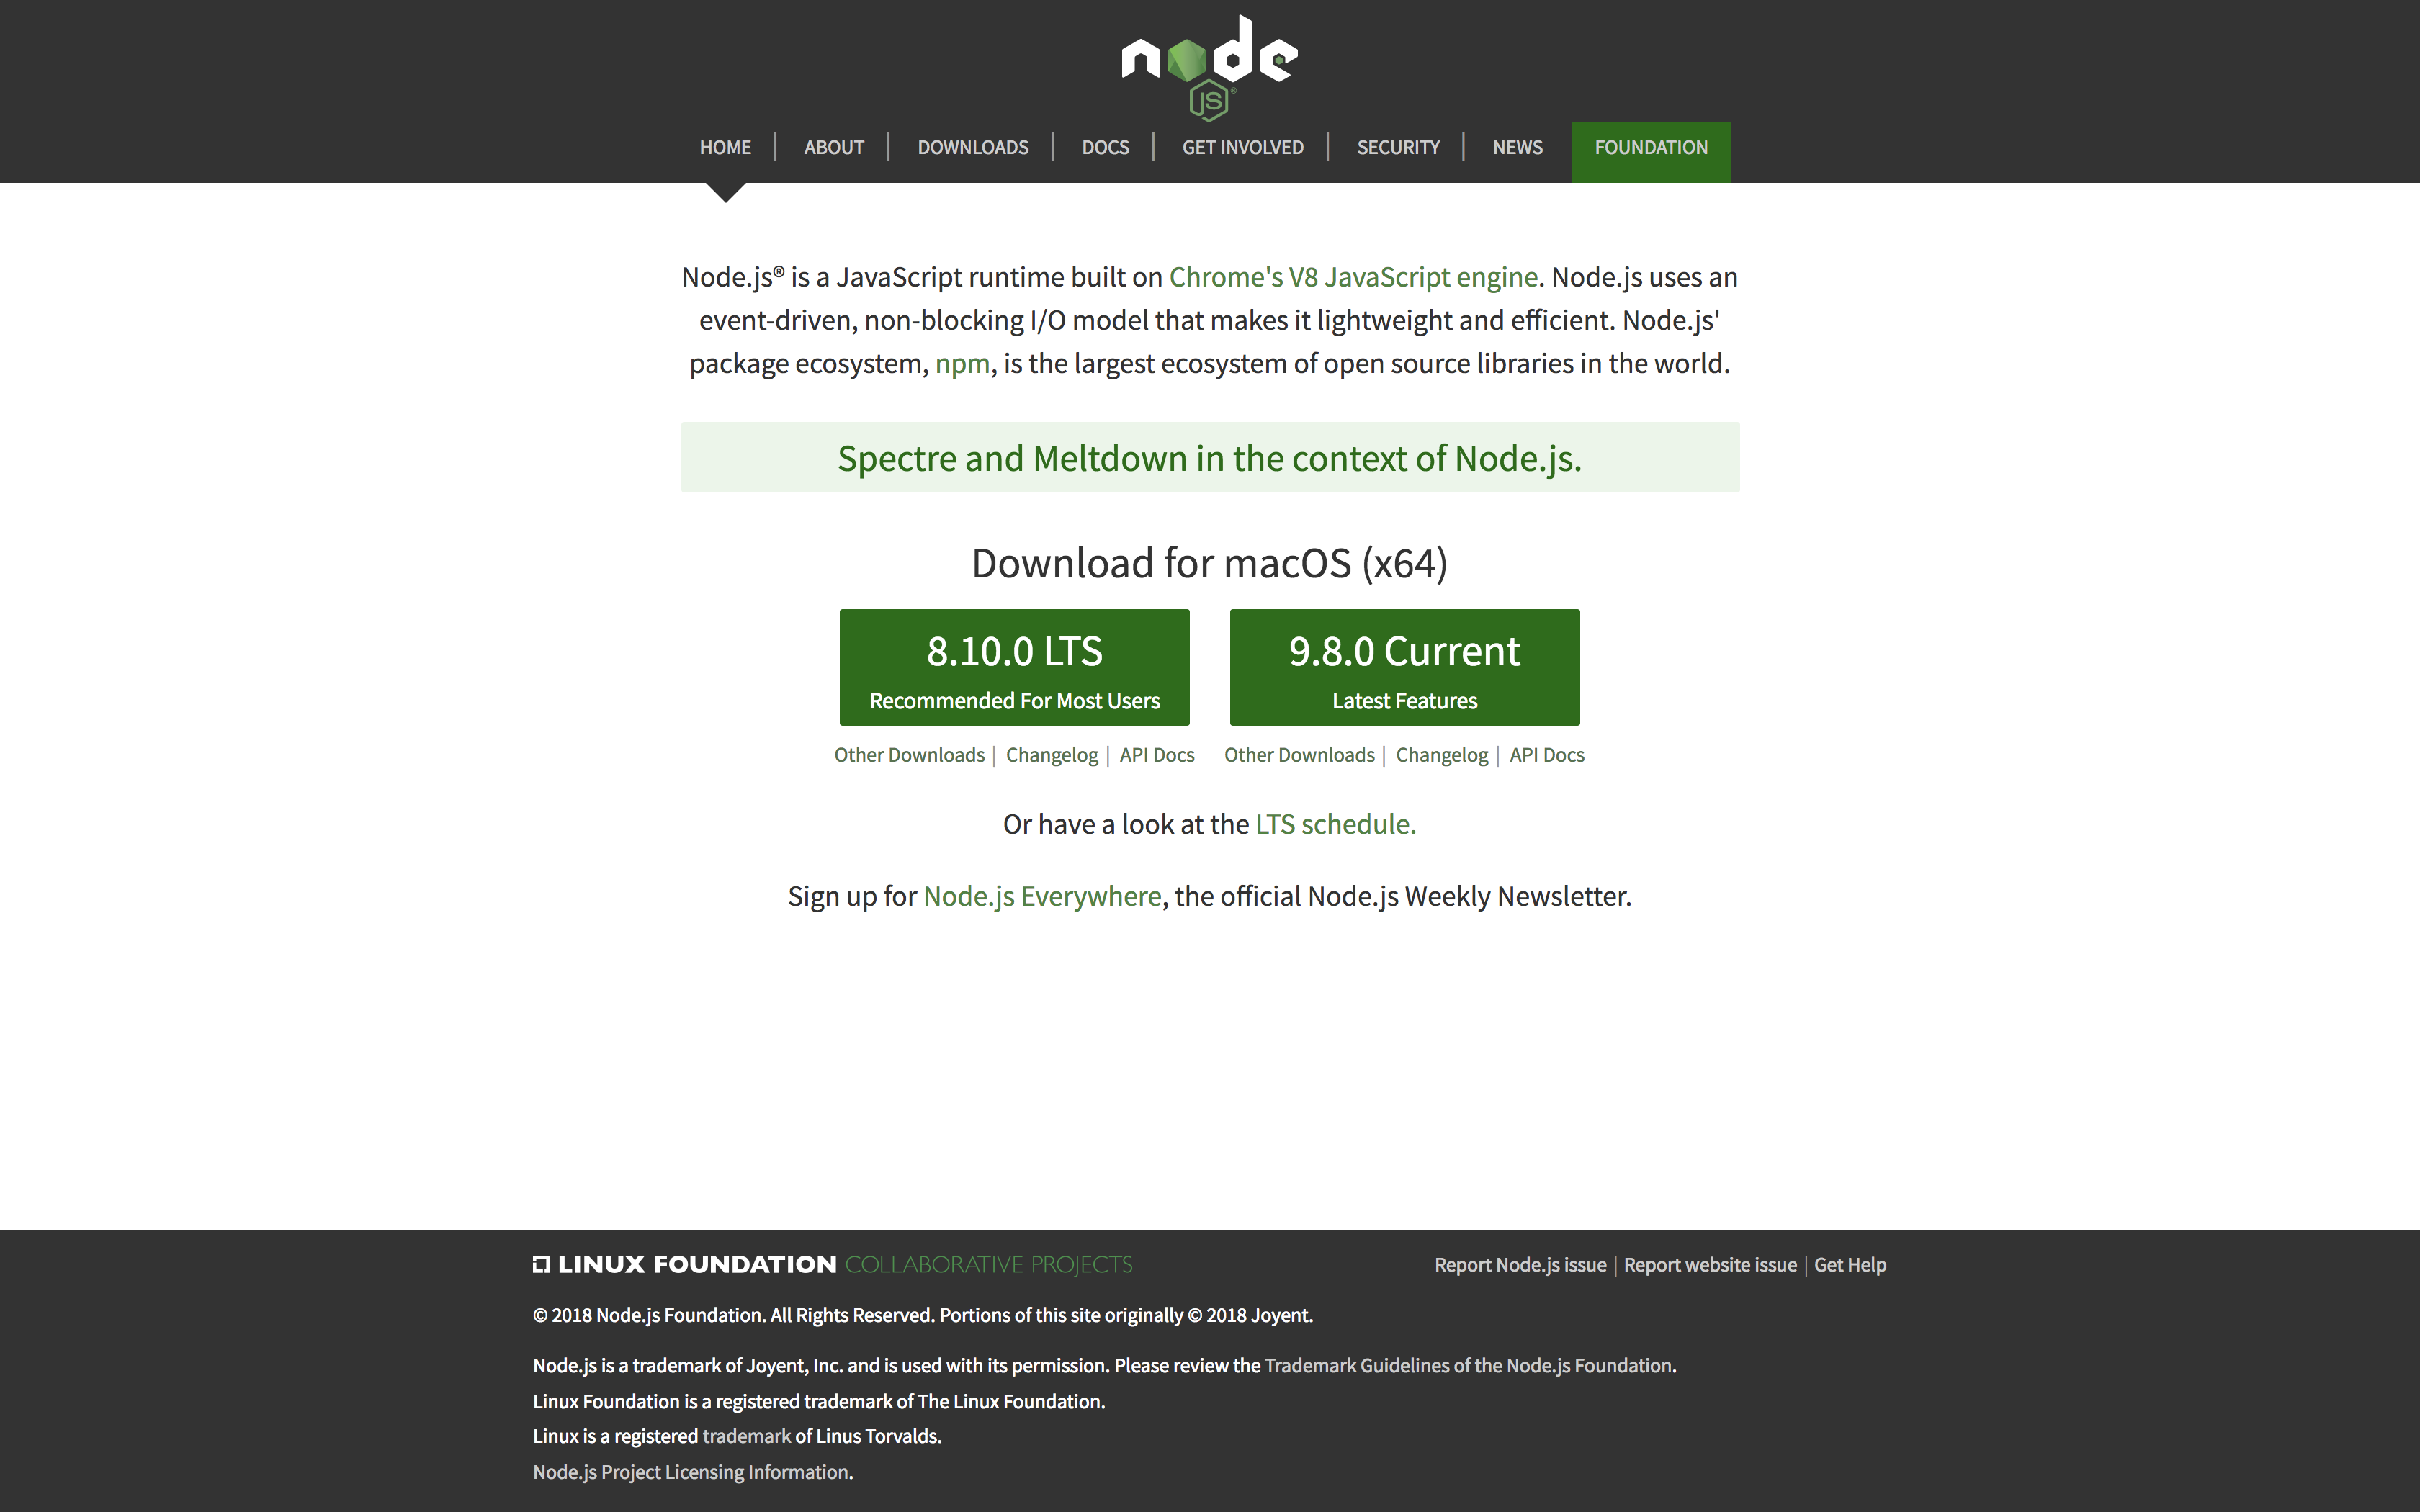 node
JS®
HOME | ABOUT | DOWNLOADS | DOCS | GET INVOLVED | SECURITY | NEWS FOUNDATION
Node.js® is a JavaScript runtime built on Chrome's V8 JavaScript engine. Node.js uses an
event-driven, non-blocking I/O model that makes it lightweight and efficient. Node.js'
package ecosystem, npm, is the largest ecosystem of open source libraries in the world.
Spectre and Meltdown in the context of Node.js.
Download for macOS (x64)
8.10.0 LTS
Recommended For Most Users
9.8.0 Current
Latest Features
Other Downloads | Changelog | API Docs
Other Downloads | Changelog | API Docs
Or have a look at the LTS schedule.
Sign up for Node.js Everywhere, the official Node.js Weekly Newsletter.
LINUX FOUNDATION COLLABORATIVE PROJECTS
Report Node.js issue | Report website issue | Get Help
© 2018 Node.js Foundation. All Rights Reserved. Portions of this site originally © 2018 Joyent.
Node.js is a trademark of Joyent, Inc. and is used with its permission. Please review the Trademark Guidelines of the Node.js Foundation.
Linux Foundation is a registered trademark of The Linux Foundation.
Linux is a registered trademark of Linus Torvalds.
Node.js Project Licensing Information.